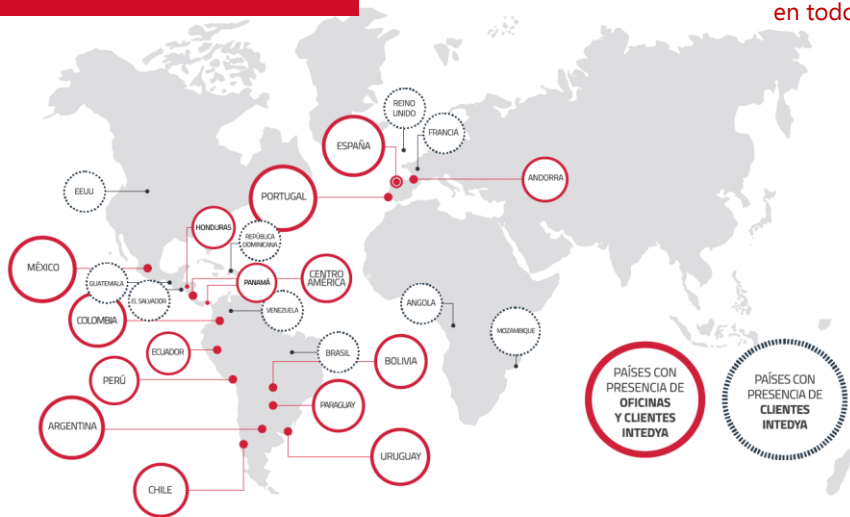 en todo
REINO
UNIDO
FRANCIA
ESPAÑA
ANDORRA
EEUU
PORTUGAL
HONDURAS
REPÚBLICA
DOMINICANA
MÉXICO
GUATEMALA
EL SALVADOR
PANAMÁ
CENTRO
AMÉRICA
COLOMBIA
VENEZUELA
ANGOLA
MOZAMBIQUE
ECUADOR
BRASIL
BOLIVIA
PERÚ
PARAGUAY
ARGENTINA
URUGUAY
CHILE
PAÍSES CON
PRESENCIA DE
OFICINAS
Y CLIENTES
INTEDYA
PAÍSES CON
PRESENCIA DE
CLIENTES
INTEDYA